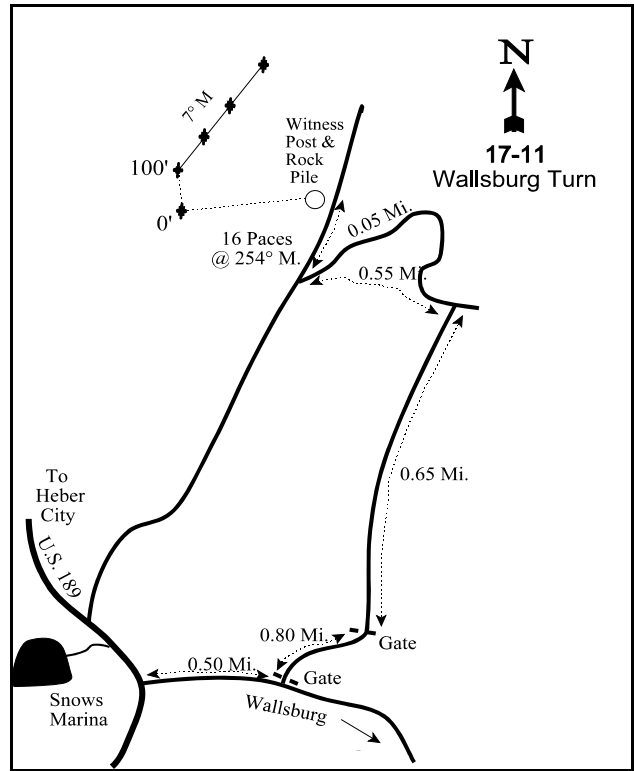 N
17-11
Wallsburg Turn
7° M
Witness
Post &
Rock
Pile
100'
0'
16 Paces
@ 254° M.
0.05 Mi.
0.55 Mi.
0.65 Mi.
To
Heber
City
U.S. 189
0.80 Mi.
Gate
0.50 Mi.
Gate
Snows
Marina
Wallsburg